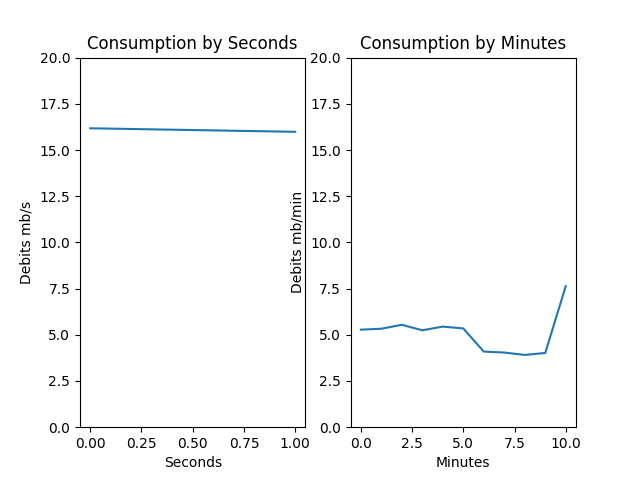 Consumption by Seconds
20.0
17.5
15.0
12.5
10.0
7.5
5.0
2.5
0.0
Debits mb/s
0.00 0.25 0.50 0.75 1.00
Seconds
Consumption by Minutes
20.0
17.5
15.0
12.5
10.0
7.5
5.0
2.5
0.0
Debits mb/min
0.0 2.5 5.0 7.5 10.0
Minutes